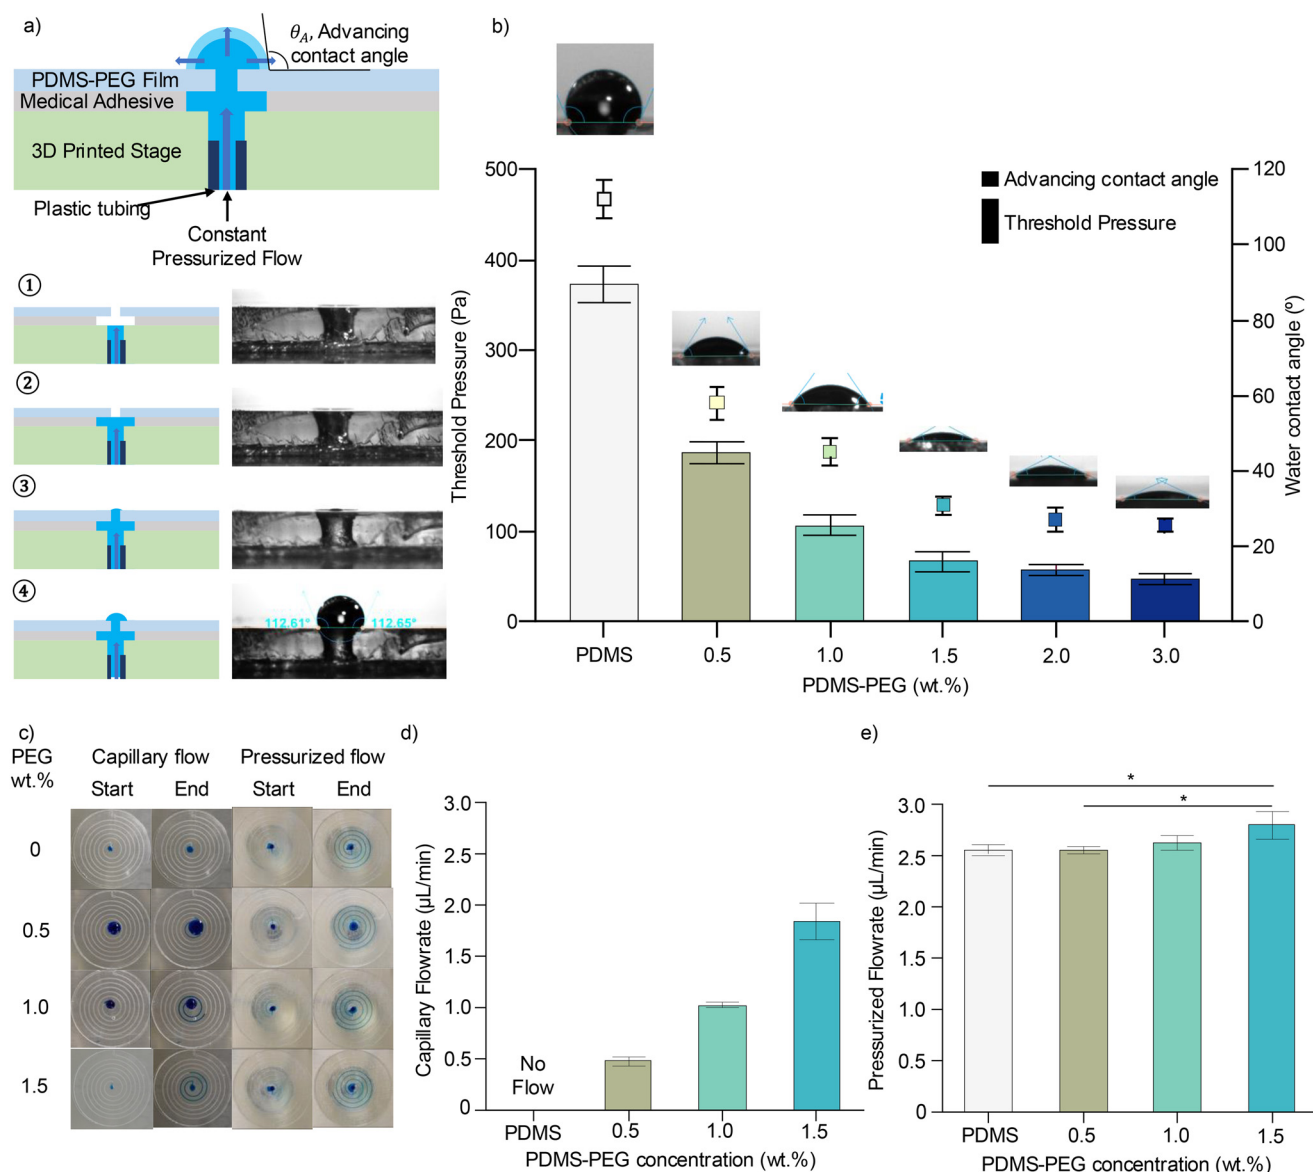 a)
θA, Advancing
contact angle
PDMS-PEG Film
Medical Adhesive
3D Printed Stage
Plastic tubing
Constant
Pressurized Flow
①
②
③
④
112.61°
112.65°
b)
Advancing contact angle
Threshold Pressure
Threshold Pressure (Pa)
500
400
300
200
100
0
Water contact angle (º)
120
100
80
60
40
20
0
PDMS
0.5
1.0
1.5
2.0
3.0
PDMS-PEG (wt.%)
c)
PEG
wt.%
Capillary flow
Pressurized flow
Start
End
Start
End
0
0.5
1.0
1.5
d)
Capillary Flowrate (µL/min)
3.0
2.5
2.0
1.5
1.0
0.5
0
No
Flow
PDMS
0.5
1.0
1.5
PDMS-PEG concentration (wt.%)
e)
*
*
Pressurized Flowrate (µL/min)
3.0
2.5
2.0
1.5
1.0
0.5
0
PDMS
0.5
1.0
1.5
PDMS-PEG concentration (wt.%)